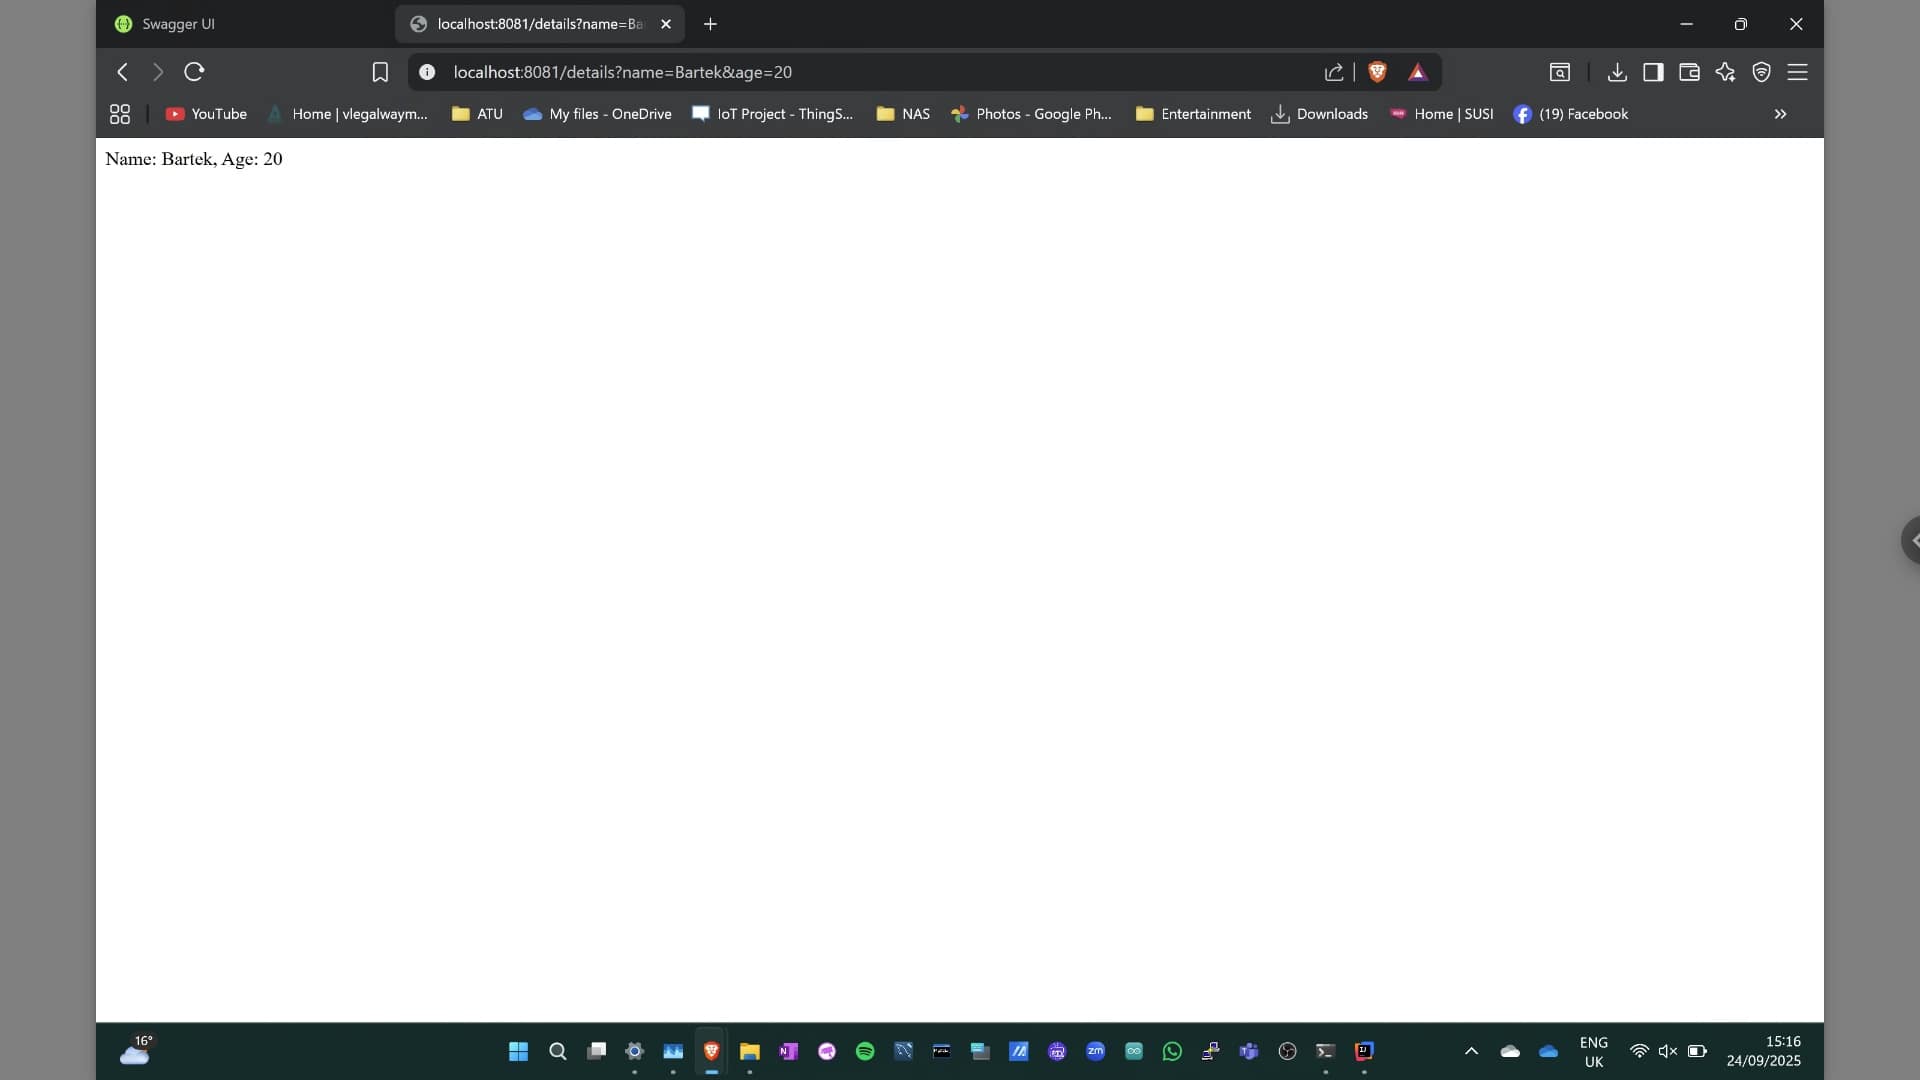 Swagger UI
localhost:8081/details?name=Ba
localhost:8081/details?name=Bartek&age=20
YouTube
Home | vlegalwaym...
ATU
My files - OneDrive
IoT Project - ThingS...
NAS
Photos - Google Ph...
Entertainment
Downloads
Home | SUSI
(19) Facebook
Name: Bartek, Age: 20
16°
zm
ENG
UK
15:16
24/09/2025